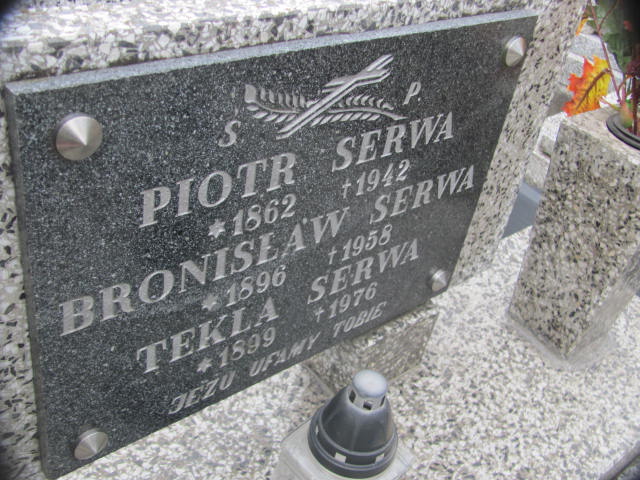 Ś P.
PIOTR SERWA
*1862 †1942
BRONISŁAW SERWA
*1896 †1958
TEKLA SERWA
*1899 †1976
JEZU UFAMY TOBIE